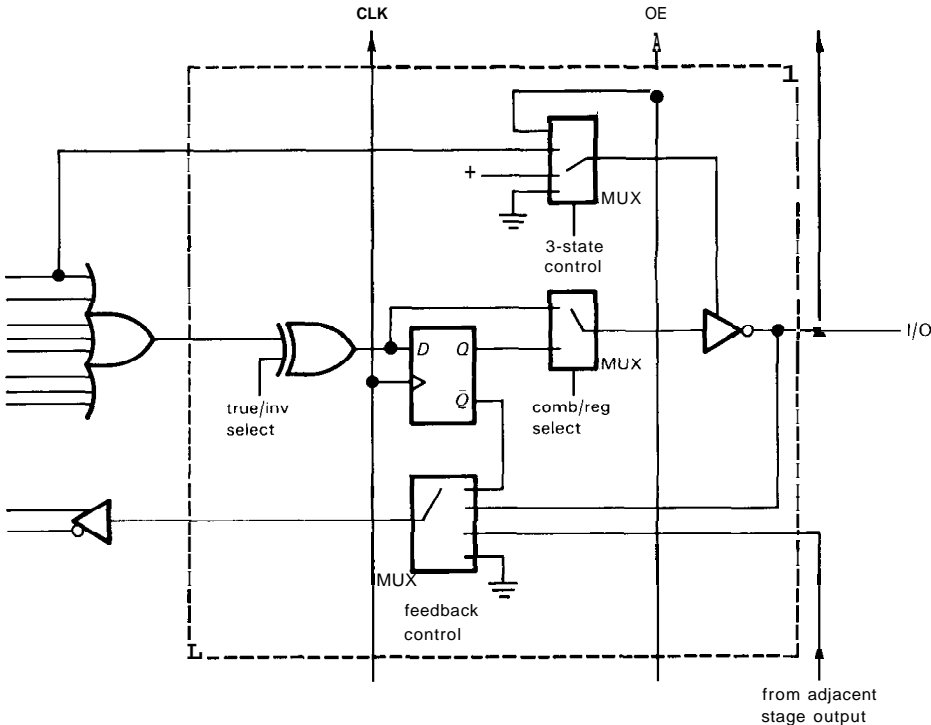 CLK
OE
+
MUX
3-state
control
I/O
D
Q
Q̄
MUX
true/inv
select
comb/reg
select
MUX
feedback
control
from adjacent
stage output